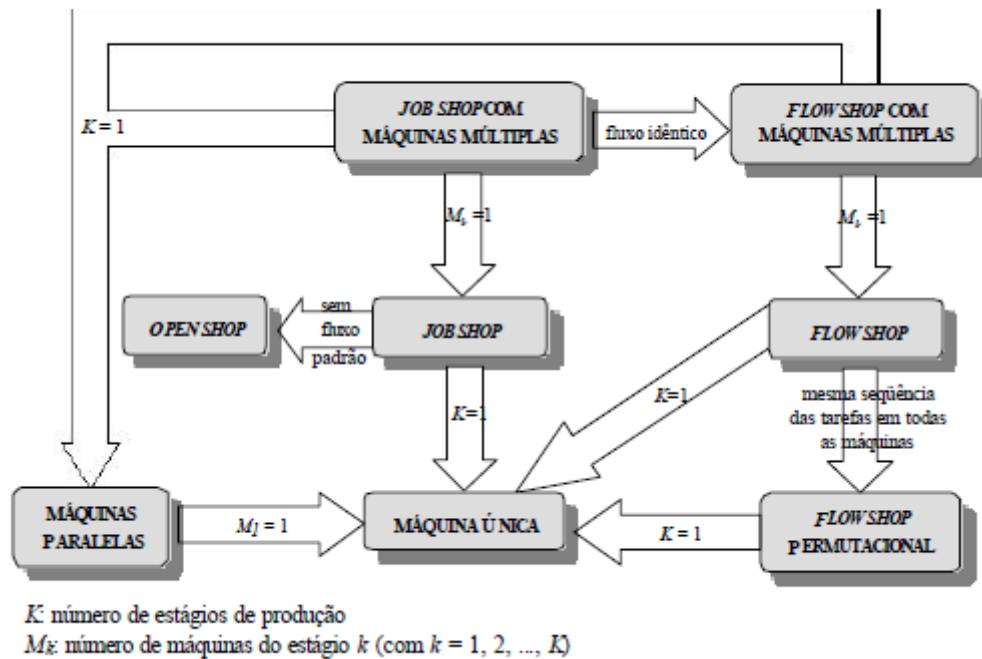 JOB SHOP COM
MÁQUINAS MÚLTIPLAS
fluxo idêntico
FLOW SHOP COM
MÁQUINAS MÚLTIPLAS
K = 1
Mₖ =1
Mₖ =1
OPEN SHOP
sem
fluxo
padrão
JOB SHOP
FLOW SHOP
K=1
K=1
mesma seqüência
das tarefas em todas
as máquinas
MÁQUINAS
PARALELAS
M1 = 1
MÁQUINA ÚNICA
K = 1
FLOW SHOP
PERMUTACIONAL
K: número de estágios de produção
Mₖ: número de máquinas do estágio k (com k = 1, 2, ..., K)